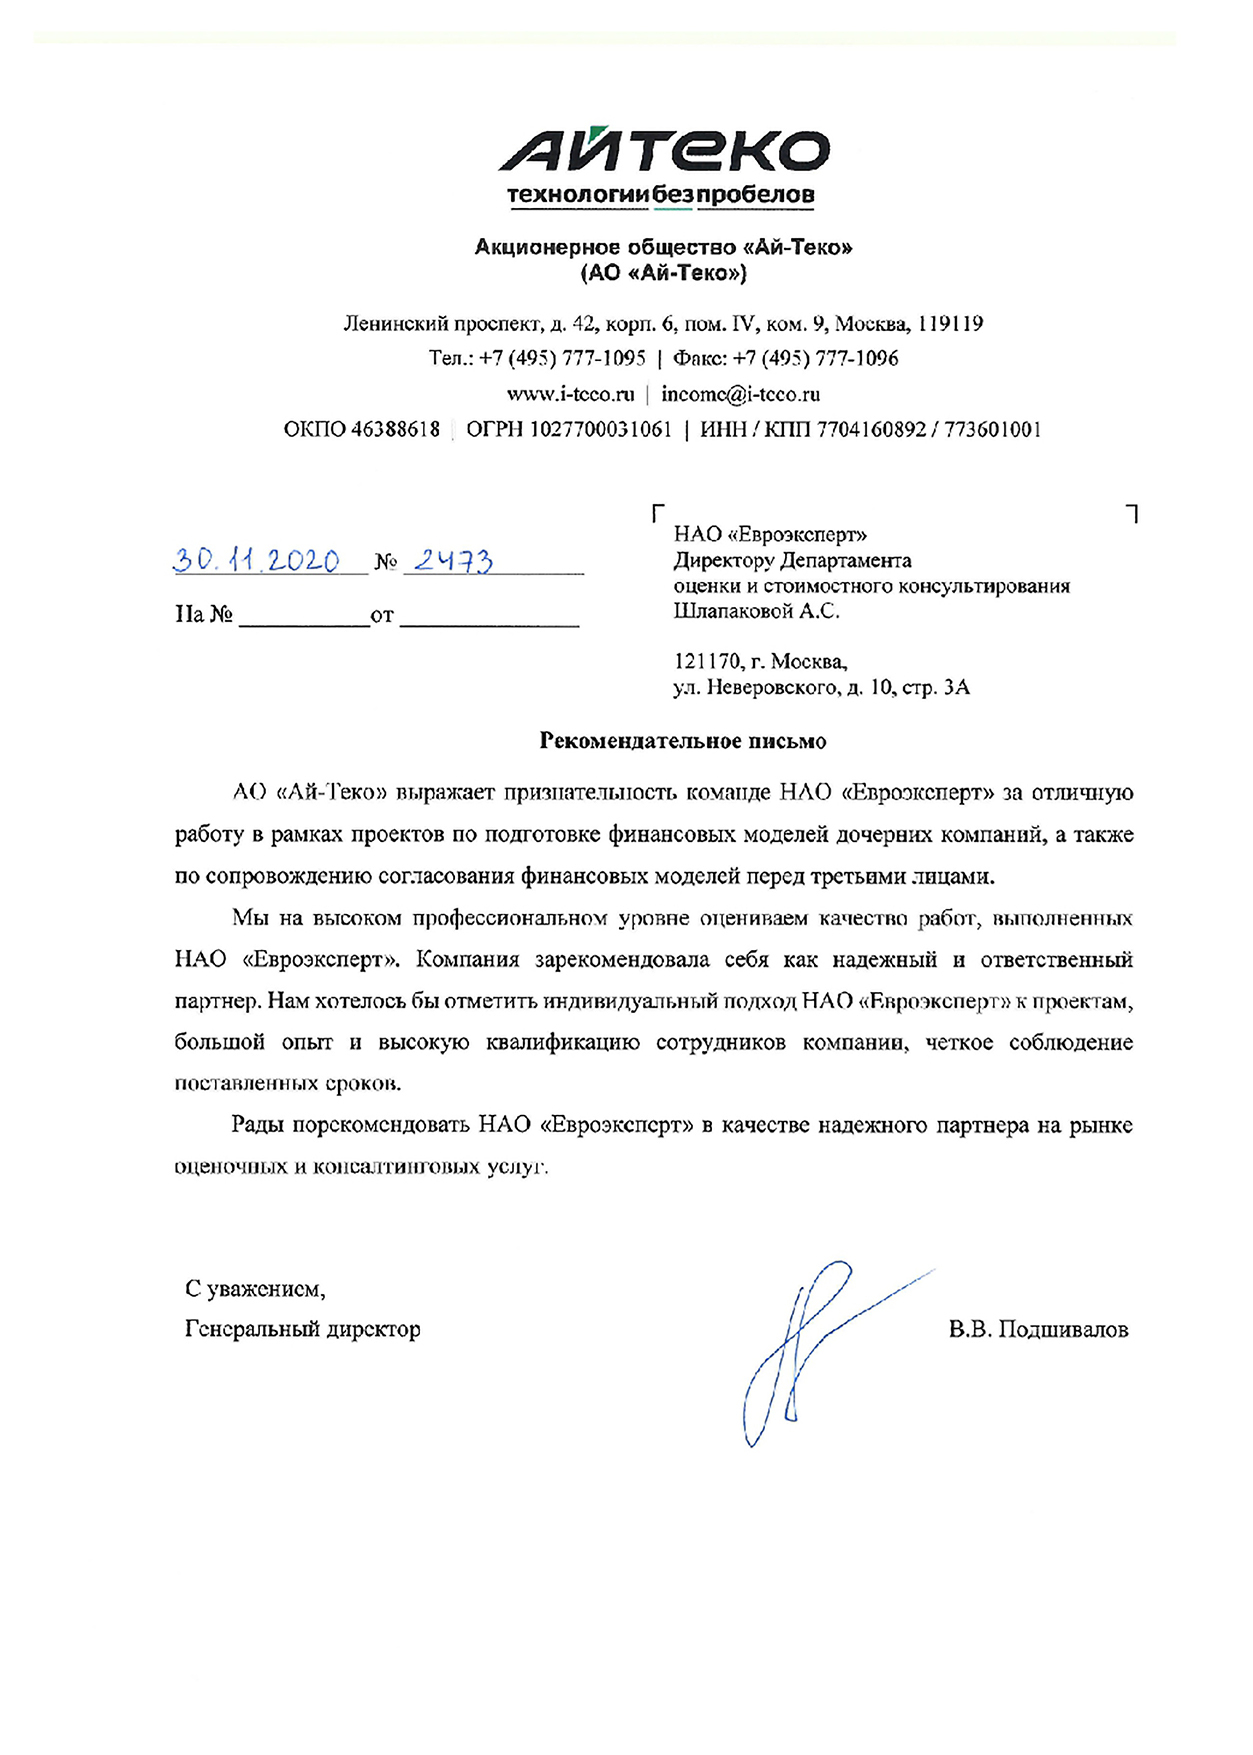 АЙТЕКО
технологии без пробелов
Акционерное общество «Ай-Теко»
(АО «Ай-Теко»)
Ленинский проспект, д. 42, корп. 6, пом. IV, ком. 9, Москва, 119119
Тел.: +7 (495) 777-1095 | Факс: +7 (495) 777-1096
www.i-teco.ru | income@i-teco.ru
ОКПО 46388618 | ОГРН 1027700031061 | ИНН / КПП 7704160892 / 773601001
30.11.2020 № 2473
На № ___________ от _______________
НАО «Евроэксперт»
Директору Департамента
оценки и стоимостного консультирования
Шлапаковой А.С.
121170, г. Москва,
ул. Неверовского, д. 10, стр. 3А
Рекомендательное письмо
АО «Ай-Теко» выражает признательность команде НАО «Евроэксперт» за отличную
работу в рамках проектов по подготовке финансовых моделей дочерних компаний, а также
по сопровождению согласования финансовых моделей перед третьими лицами.
Мы на высоком профессиональном уровне оцениваем качество работ, выполненных
НАО «Евроэксперт». Компания зарекомендовала себя как надежный и ответственный
партнер. Нам хотелось бы отметить индивидуальный подход НАО «Евроэксперт» к проектам,
большой опыт и высокую квалификацию сотрудников компании, четкое соблюдение
поставленных сроков.
Рады порекомендовать НАО «Евроэксперт» в качестве надежного партнера на рынке
оценочных и консалтинговых услуг.
С уважением,
Генеральный директор
В.В. Подшивалов